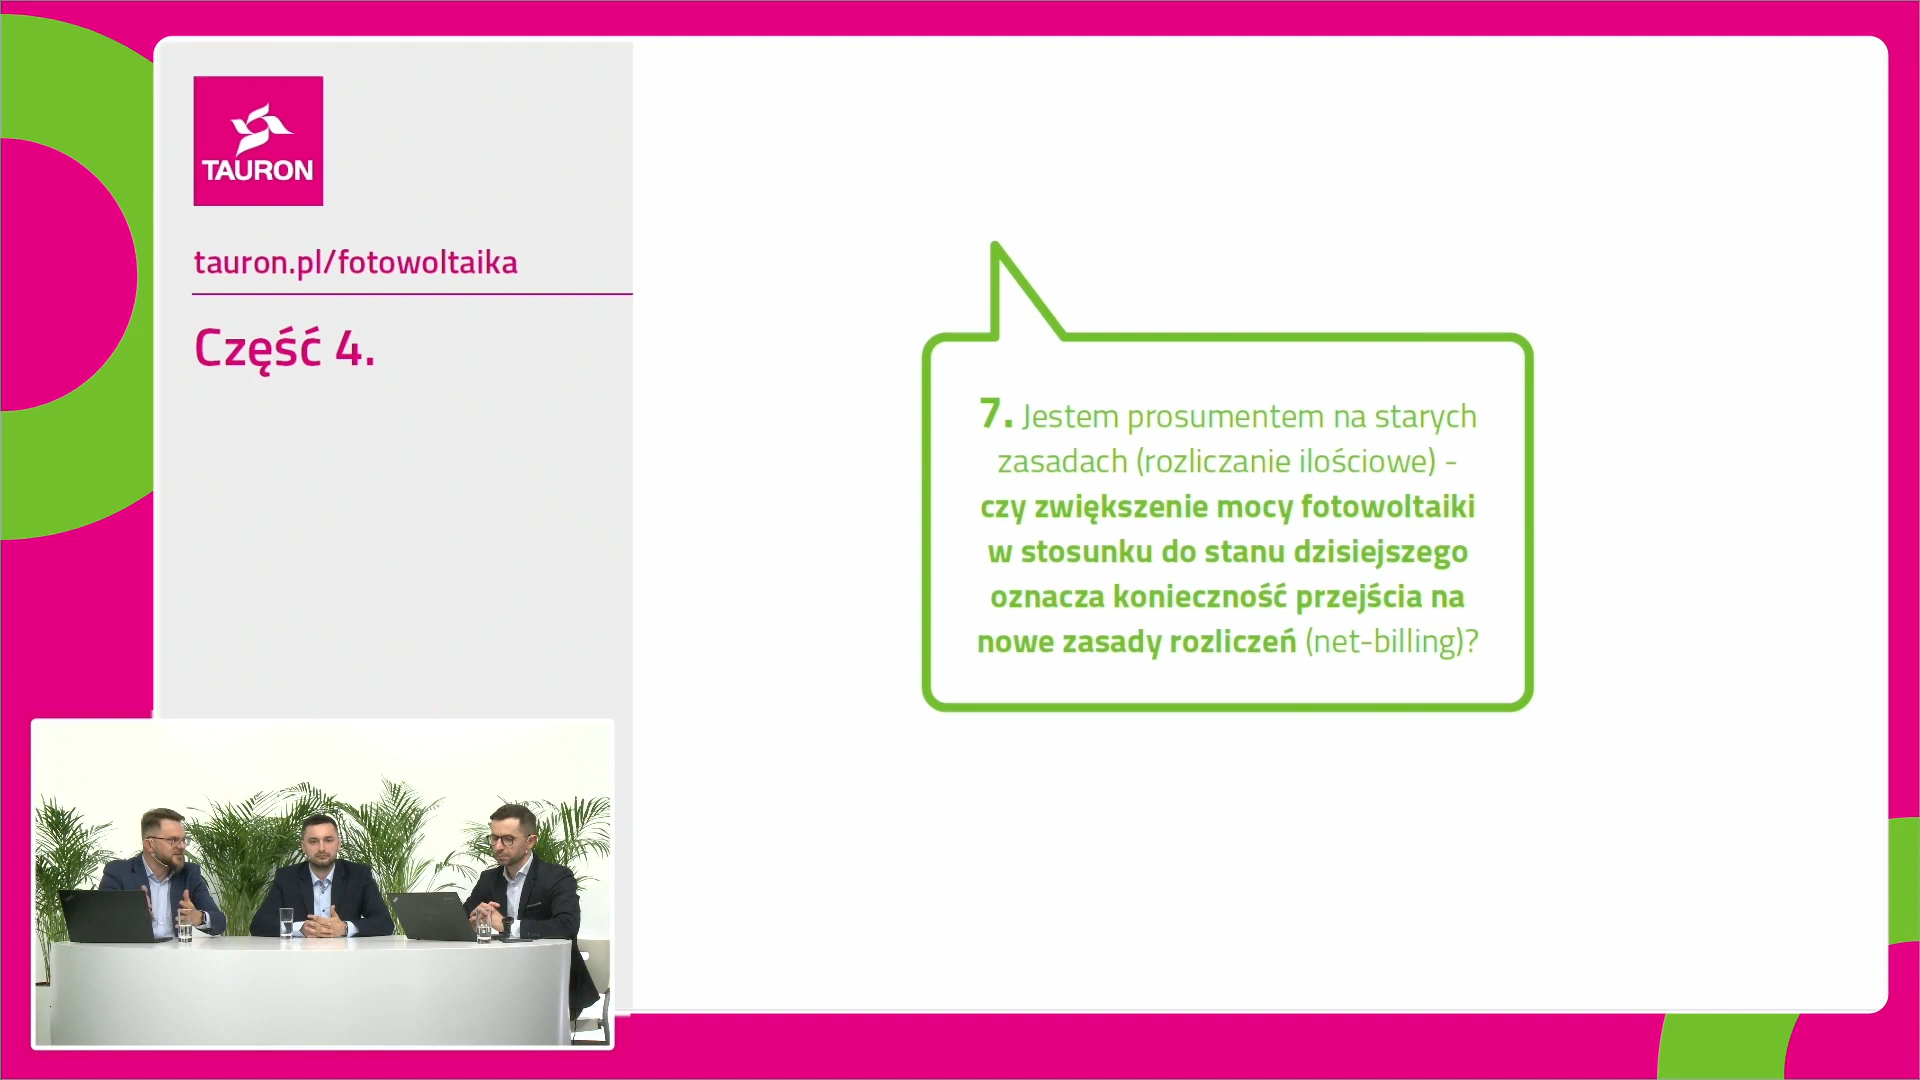 TAURON
tauron.pl/fotowoltaika
Część 4.
7. Jestem prosumentem na starych
zasadach (rozliczanie ilościowe) -
czy zwiększenie mocy fotowoltaiki
w stosunku do stanu dzisiejszego
oznacza konieczność przejścia na
nowe zasady rozliczeń (net-billing)?